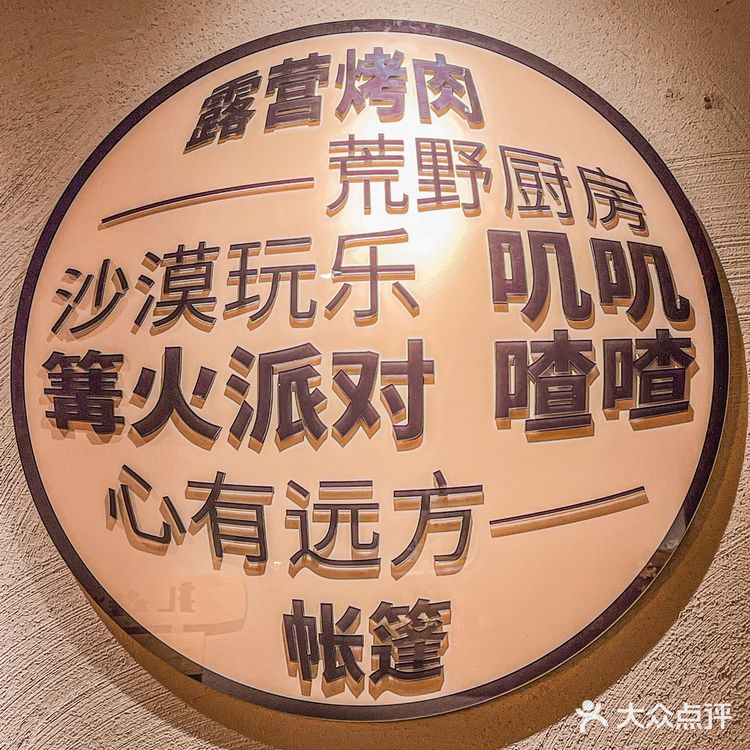 露营烤肉
荒野厨房
沙漠玩乐 叽叽
篝火派对 喳喳
心有远方
帐篷
大众点评